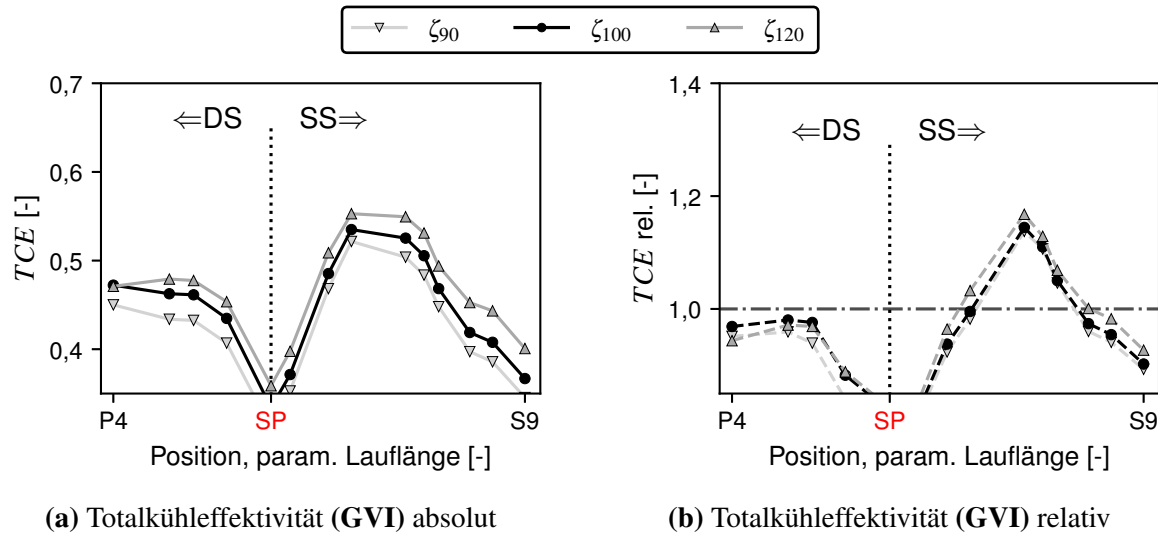 ζ90 ζ100 ζ120
0,7
0,6
0,5
0,4
TCE [-]
⇐DS SS⇒
P4 SP S9
Position, param. Lauflänge [-]
(a) Totalkühleffektivität (GVI) absolut
1,4
1,2
1,0
TCE rel. [-]
⇐DS SS⇒
P4 SP S9
Position, param. Lauflänge [-]
(b) Totalkühleffektivität (GVI) relativ